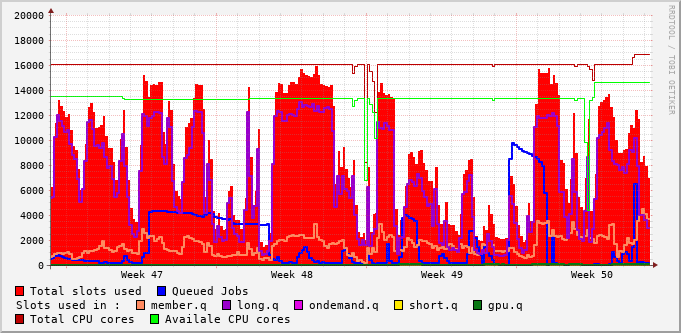 20000
18000
16000
14000
12000
10000
8000
6000
4000
2000
0
Week 47 Week 48 Week 49 Week 50
RRDTOOL / TOBI OETIKER
Total slots used Queued Jobs
Slots used in : member.q long.q ondemand.q short.q gpu.q
Total CPU cores Availale CPU cores